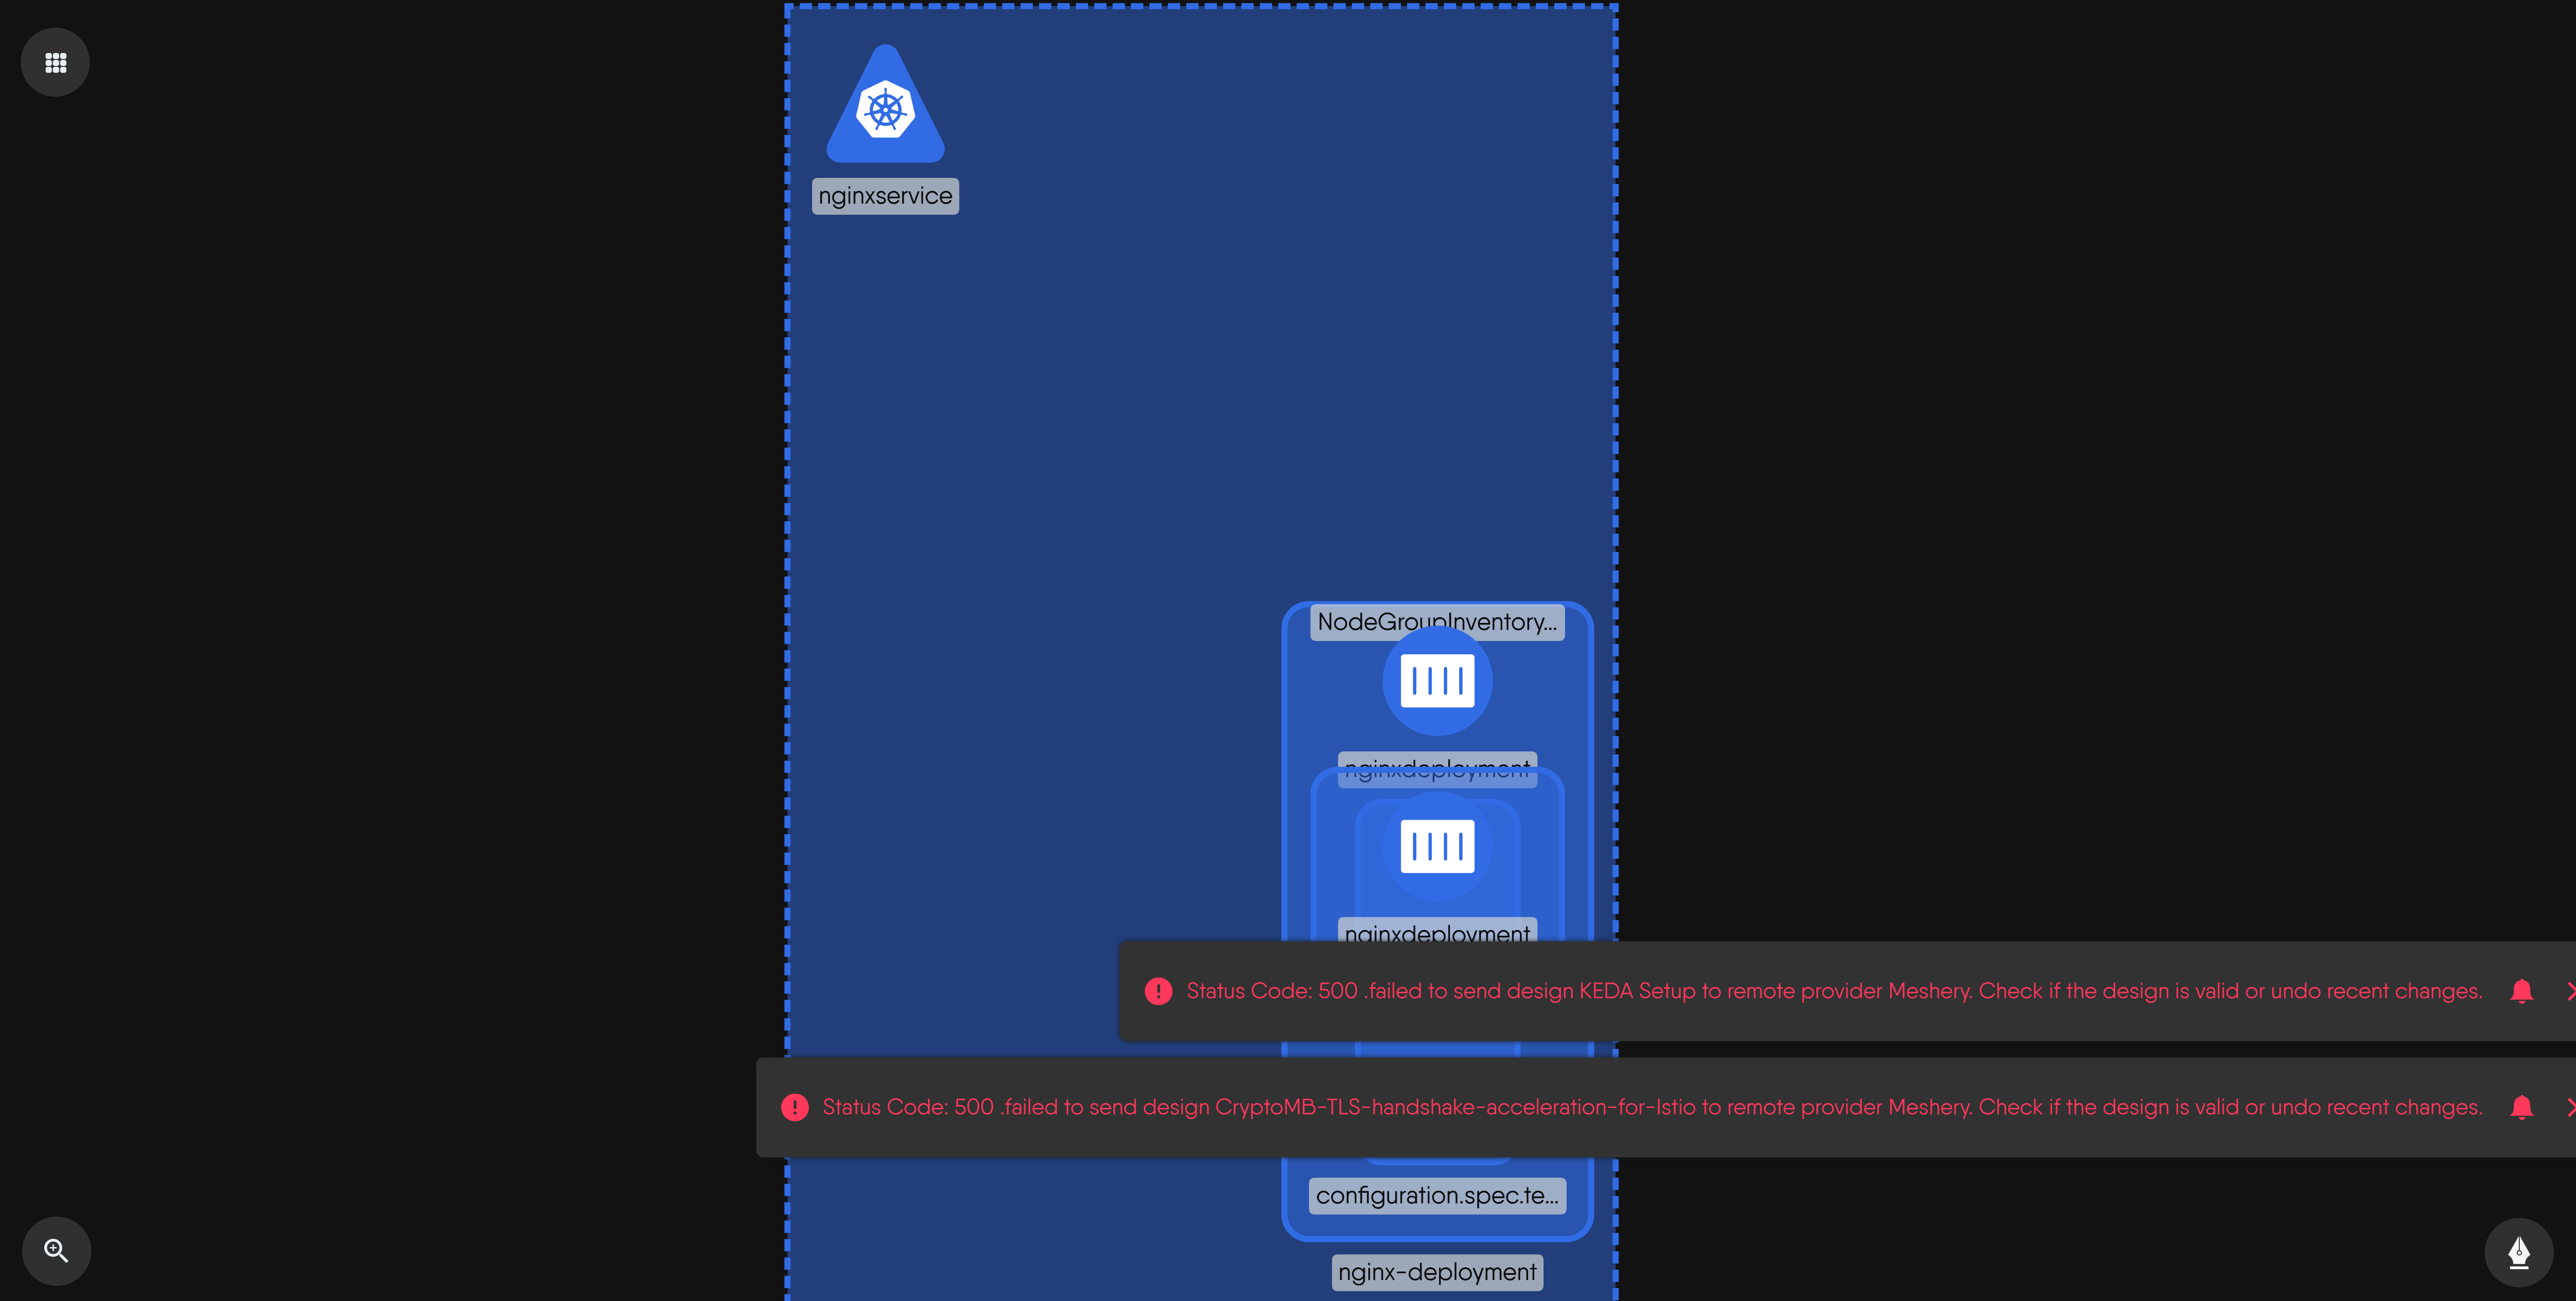 nginxservice
NodeGroupInventory...
nginxdeployment
nginxdeployment
Status Code: 500 .failed to send design KEDA Setup to remote provider Meshery. Check if the design is valid or undo recent changes.
Status Code: 500 .failed to send design CryptoMB-TLS-handshake-acceleration-for-Istio to remote provider Meshery. Check if the design is valid or undo recent changes.
configuration.spec.te...
nginx-deployment